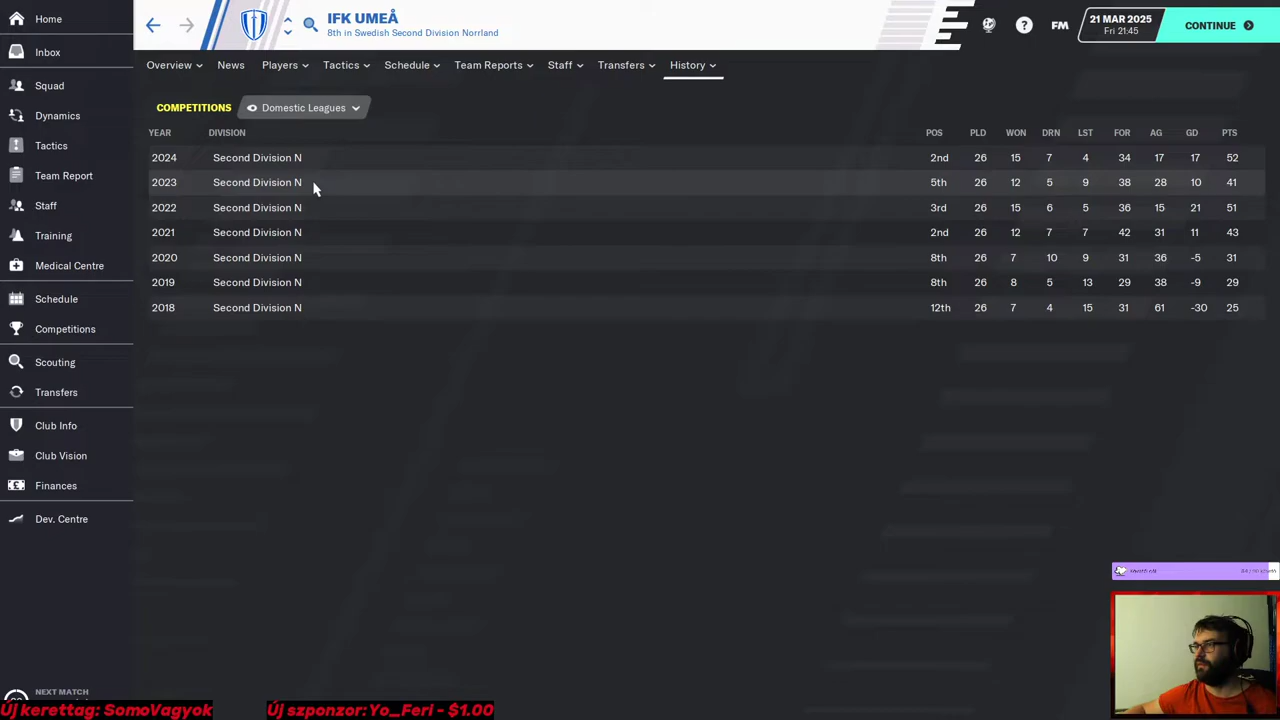 Home
IFK UMEÅ
8th in Swedish Second Division Norrland
FM
21 MAR 2025
Fri 21:45
CONTINUE
Inbox
Squad
Dynamics
Tactics
Team Report
Staff
Training
Medical Centre
Schedule
Competitions
Scouting
Transfers
Club Info
Club Vision
Finances
Dev. Centre
NEXT MATCH
Overview News Players Tactics Schedule Team Reports Staff Transfers History
COMPETITIONS Domestic Leagues
YEAR DIVISION POS PLD WON DRN LST FOR AG GD PTS
2024 Second Division N 2nd 26 15 7 4 34 17 17 52
2023 Second Division N 5th 26 12 5 9 38 28 10 41
2022 Second Division N 3rd 26 15 6 5 36 15 21 51
2021 Second Division N 2nd 26 12 7 7 42 31 11 43
2020 Second Division N 8th 26 7 10 9 31 36 -5 31
2019 Second Division N 8th 26 8 5 13 29 38 -9 29
2018 Second Division N 12th 26 7 4 15 31 61 -30 25
Új kerettag: SomoVagyok
Új szponzor: Yo_Feri - $1.00